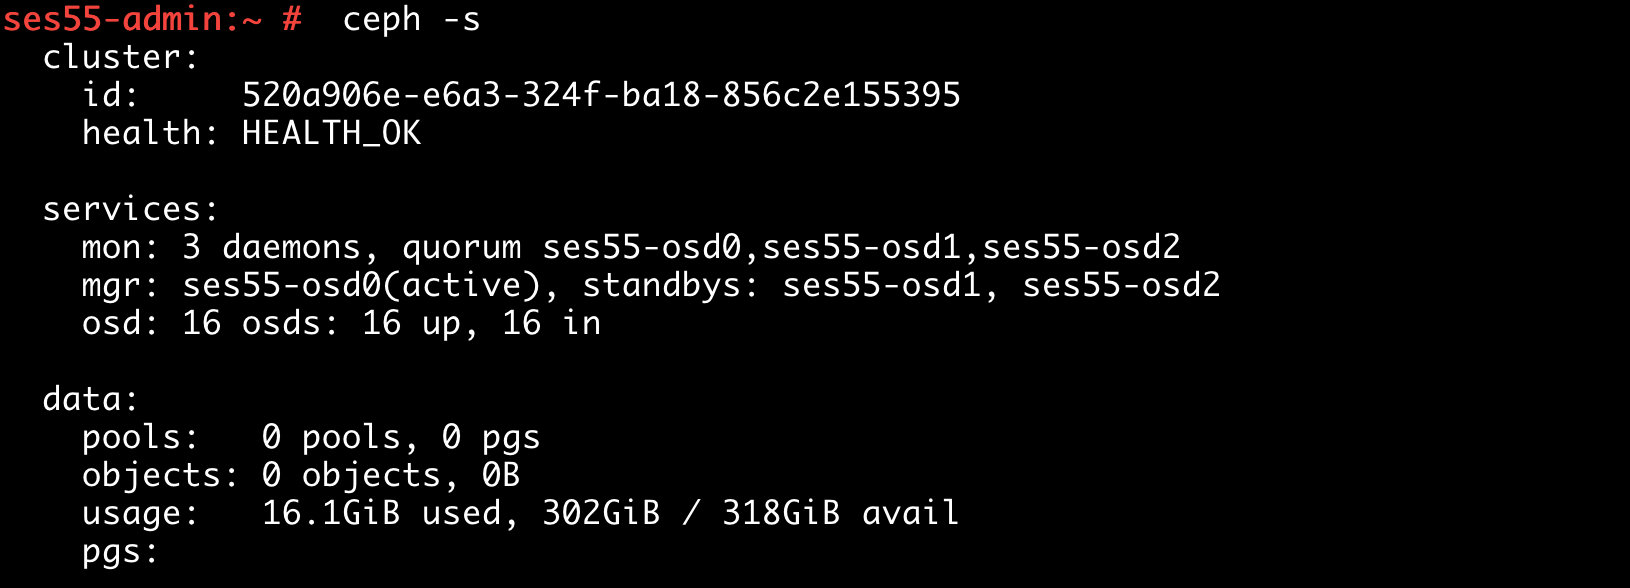 ses55-admin:~ #  ceph -s
  cluster:
    id:     520a906e-e6a3-324f-ba18-856c2e155395
    health: HEALTH_OK

  services:
    mon: 3 daemons, quorum ses55-osd0,ses55-osd1,ses55-osd2
    mgr: ses55-osd0(active), standbys: ses55-osd1, ses55-osd2
    osd: 16 osds: 16 up, 16 in

  data:
    pools:   0 pools, 0 pgs
    objects: 0 objects, 0B
    usage:   16.1GiB used, 302GiB / 318GiB avail
    pgs: